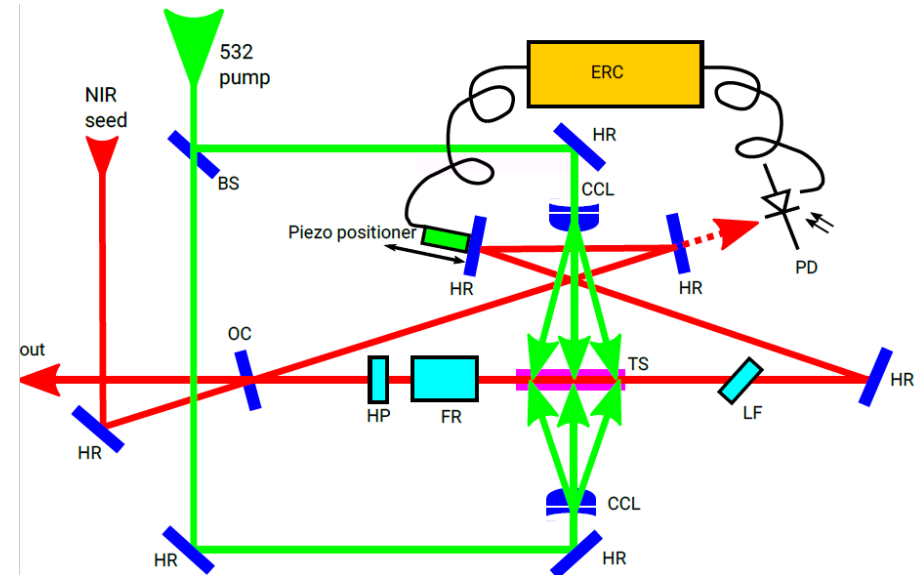 532
pump
ERC
NIR
seed
HR
BS
CCL
Piezo positioner
HR
HR
PD
OC
out
TS
HR
HP
FR
LF
HR
CCL
HR
HR